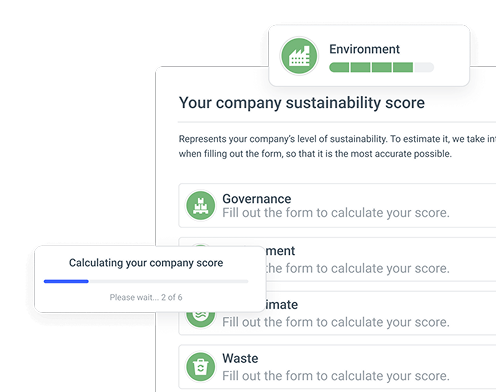 Environment
Your company sustainability score
Represents your company's level of sustainability. To estimate it, we take int
when filling out the form, so that it is the most accurate possible.
Governance
Fill out the form to calculate your score.
ment
the form to calculate your score.
Calculating your company score
Please wait... 2 of 6
imate
Fill out the form to calculate your score.
Waste
Fill out the form to calculate your score.